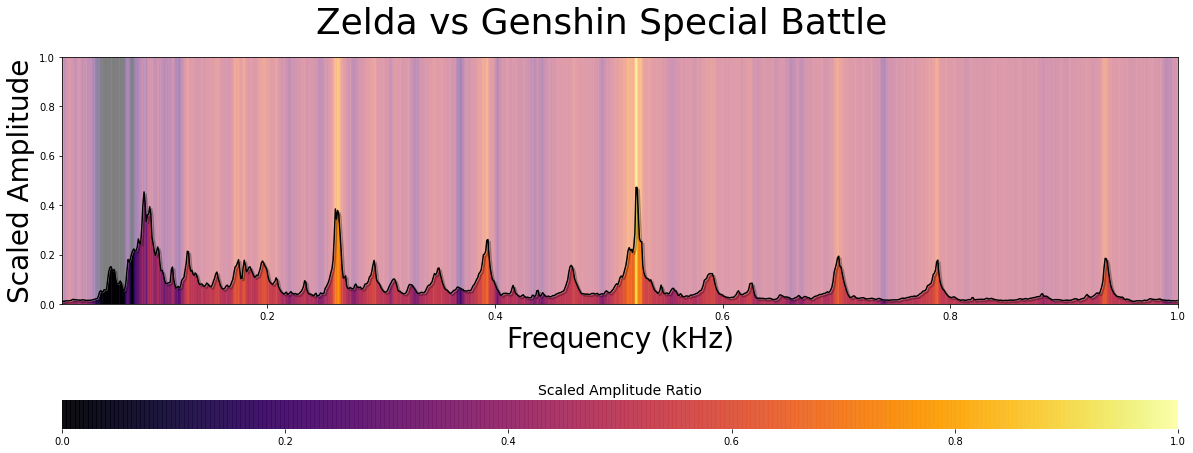 Zelda vs Genshin Special Battle
Scaled Amplitude
1.0
0.8
0.6
0.4
0.2
0.0
0.2 0.4 0.6 0.8 1.0
Frequency (kHz)
Scaled Amplitude Ratio
0.0 0.2 0.4 0.6 0.8 1.0